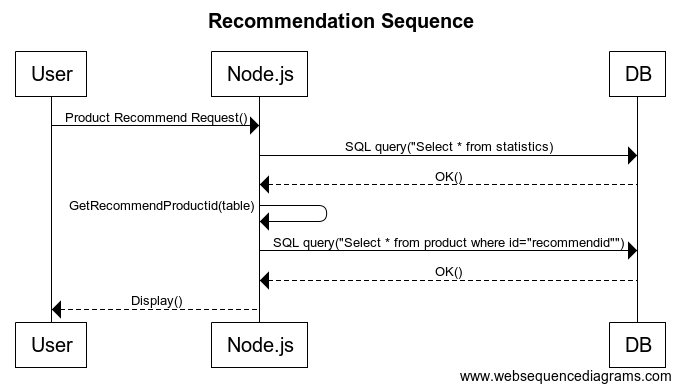 Recommendation Sequence
User Node.js DB
Product Recommend Request()
SQL query("Select * from statistics)
OK()
GetRecommendProductid(table)
SQL query("Select * from product where id="recommendid"")
OK()
Display()
User Node.js DB
www.websequencediagrams.com